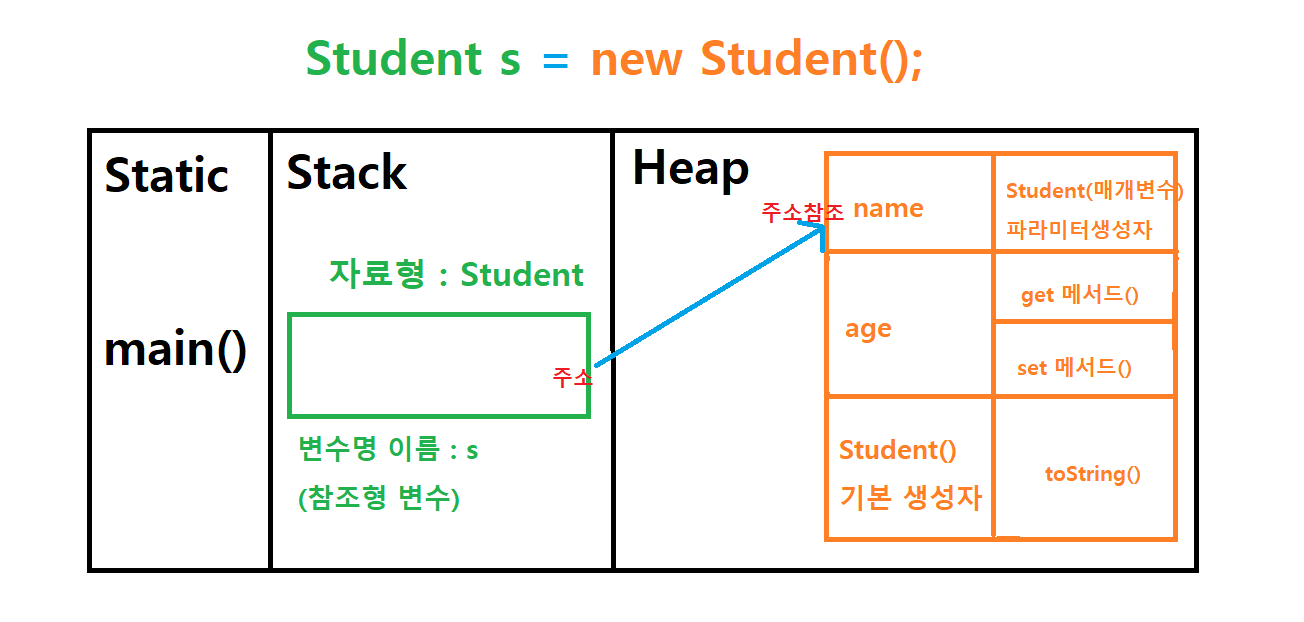 Student s = new Student();
Static
main()
Stack
자료형 : Student
주소
변수명 이름 : s
(참조형 변수)
Heap
주소참조
name
Student(매개변수)
파라미터생성자
age
get 메서드()
set 메서드()
Student()
기본 생성자
toString()